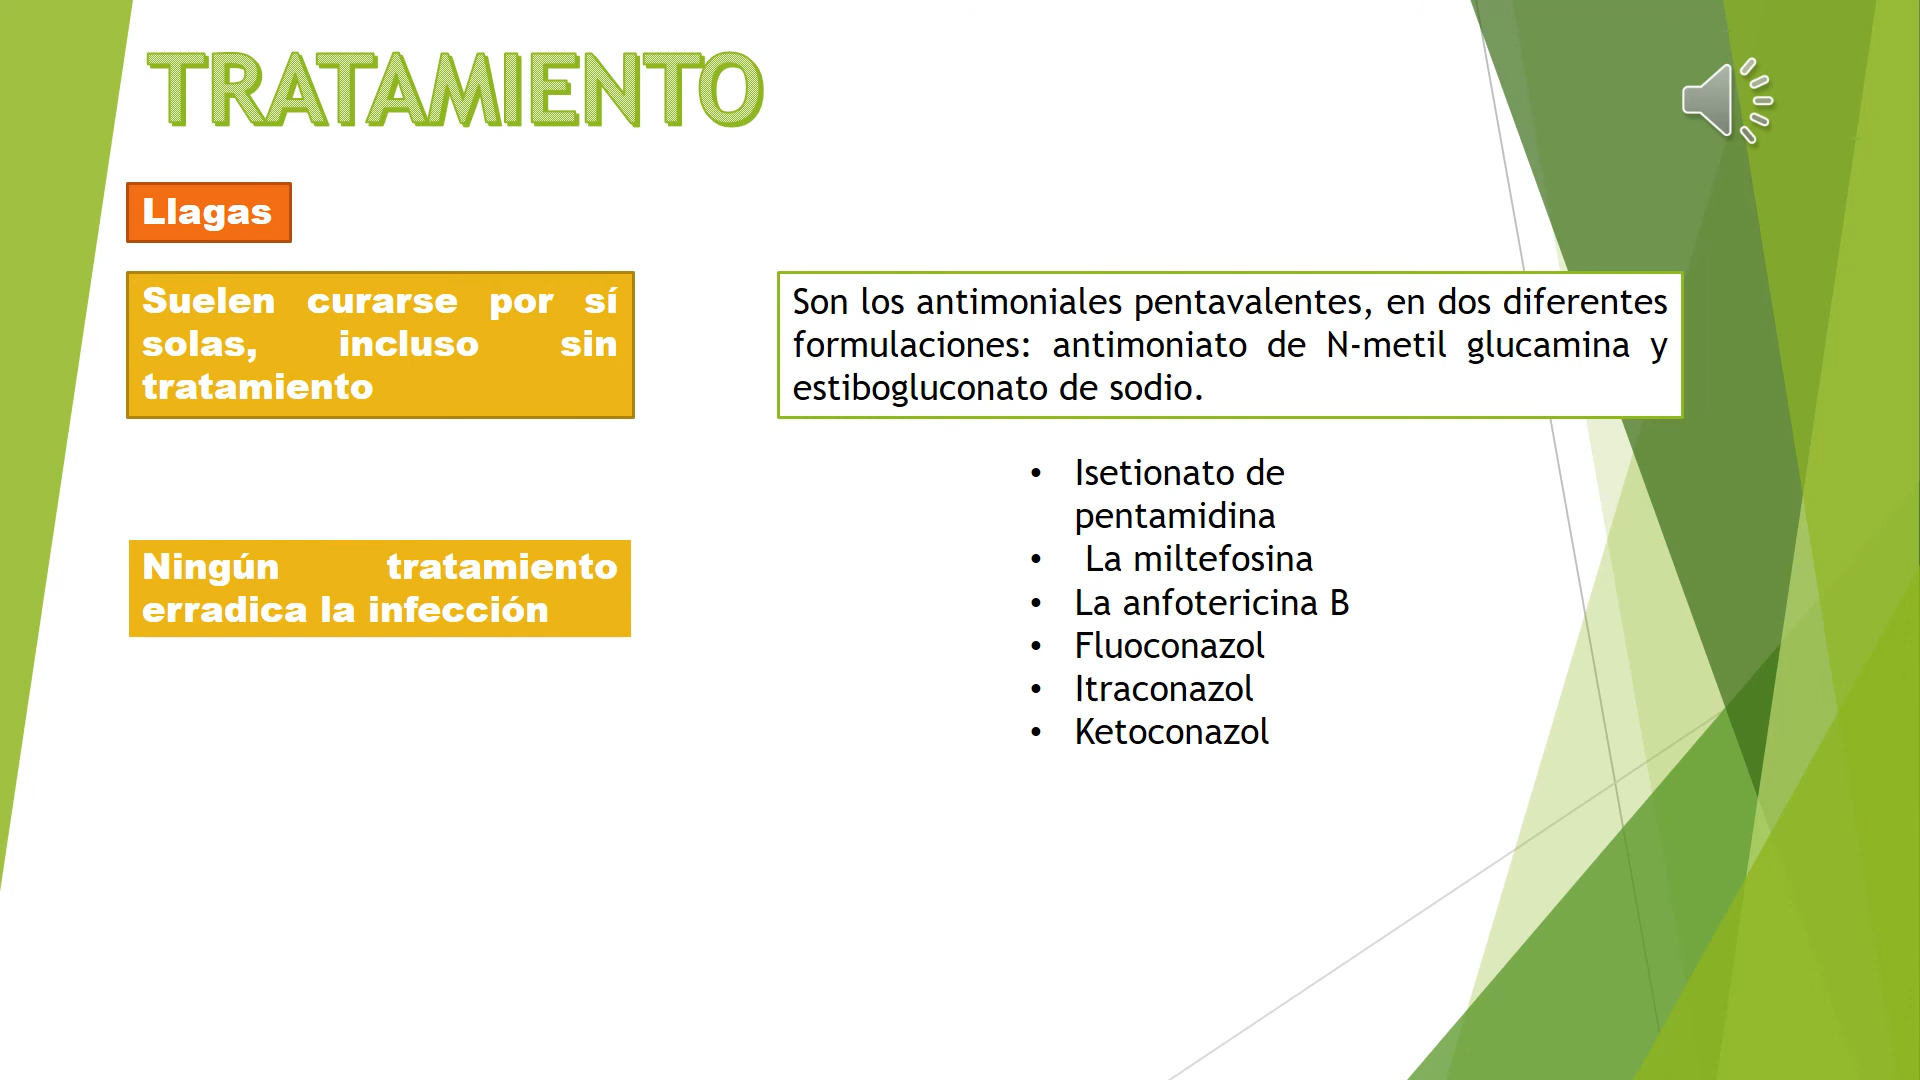 TRATAMIENTO
Llagas
Suelen curarse por sí
solas, incluso sin
tratamiento
Ningún tratamiento
erradica la infección
Son los antimoniales pentavalentes, en dos diferentes
formulaciones: antimoniato de N-metil glucamina y
estibogluconato de sodio.
• Isetionato de
pentamidina
• La miltefosina
• La anfotericina B
• Fluoconazol
• Itraconazol
• Ketoconazol